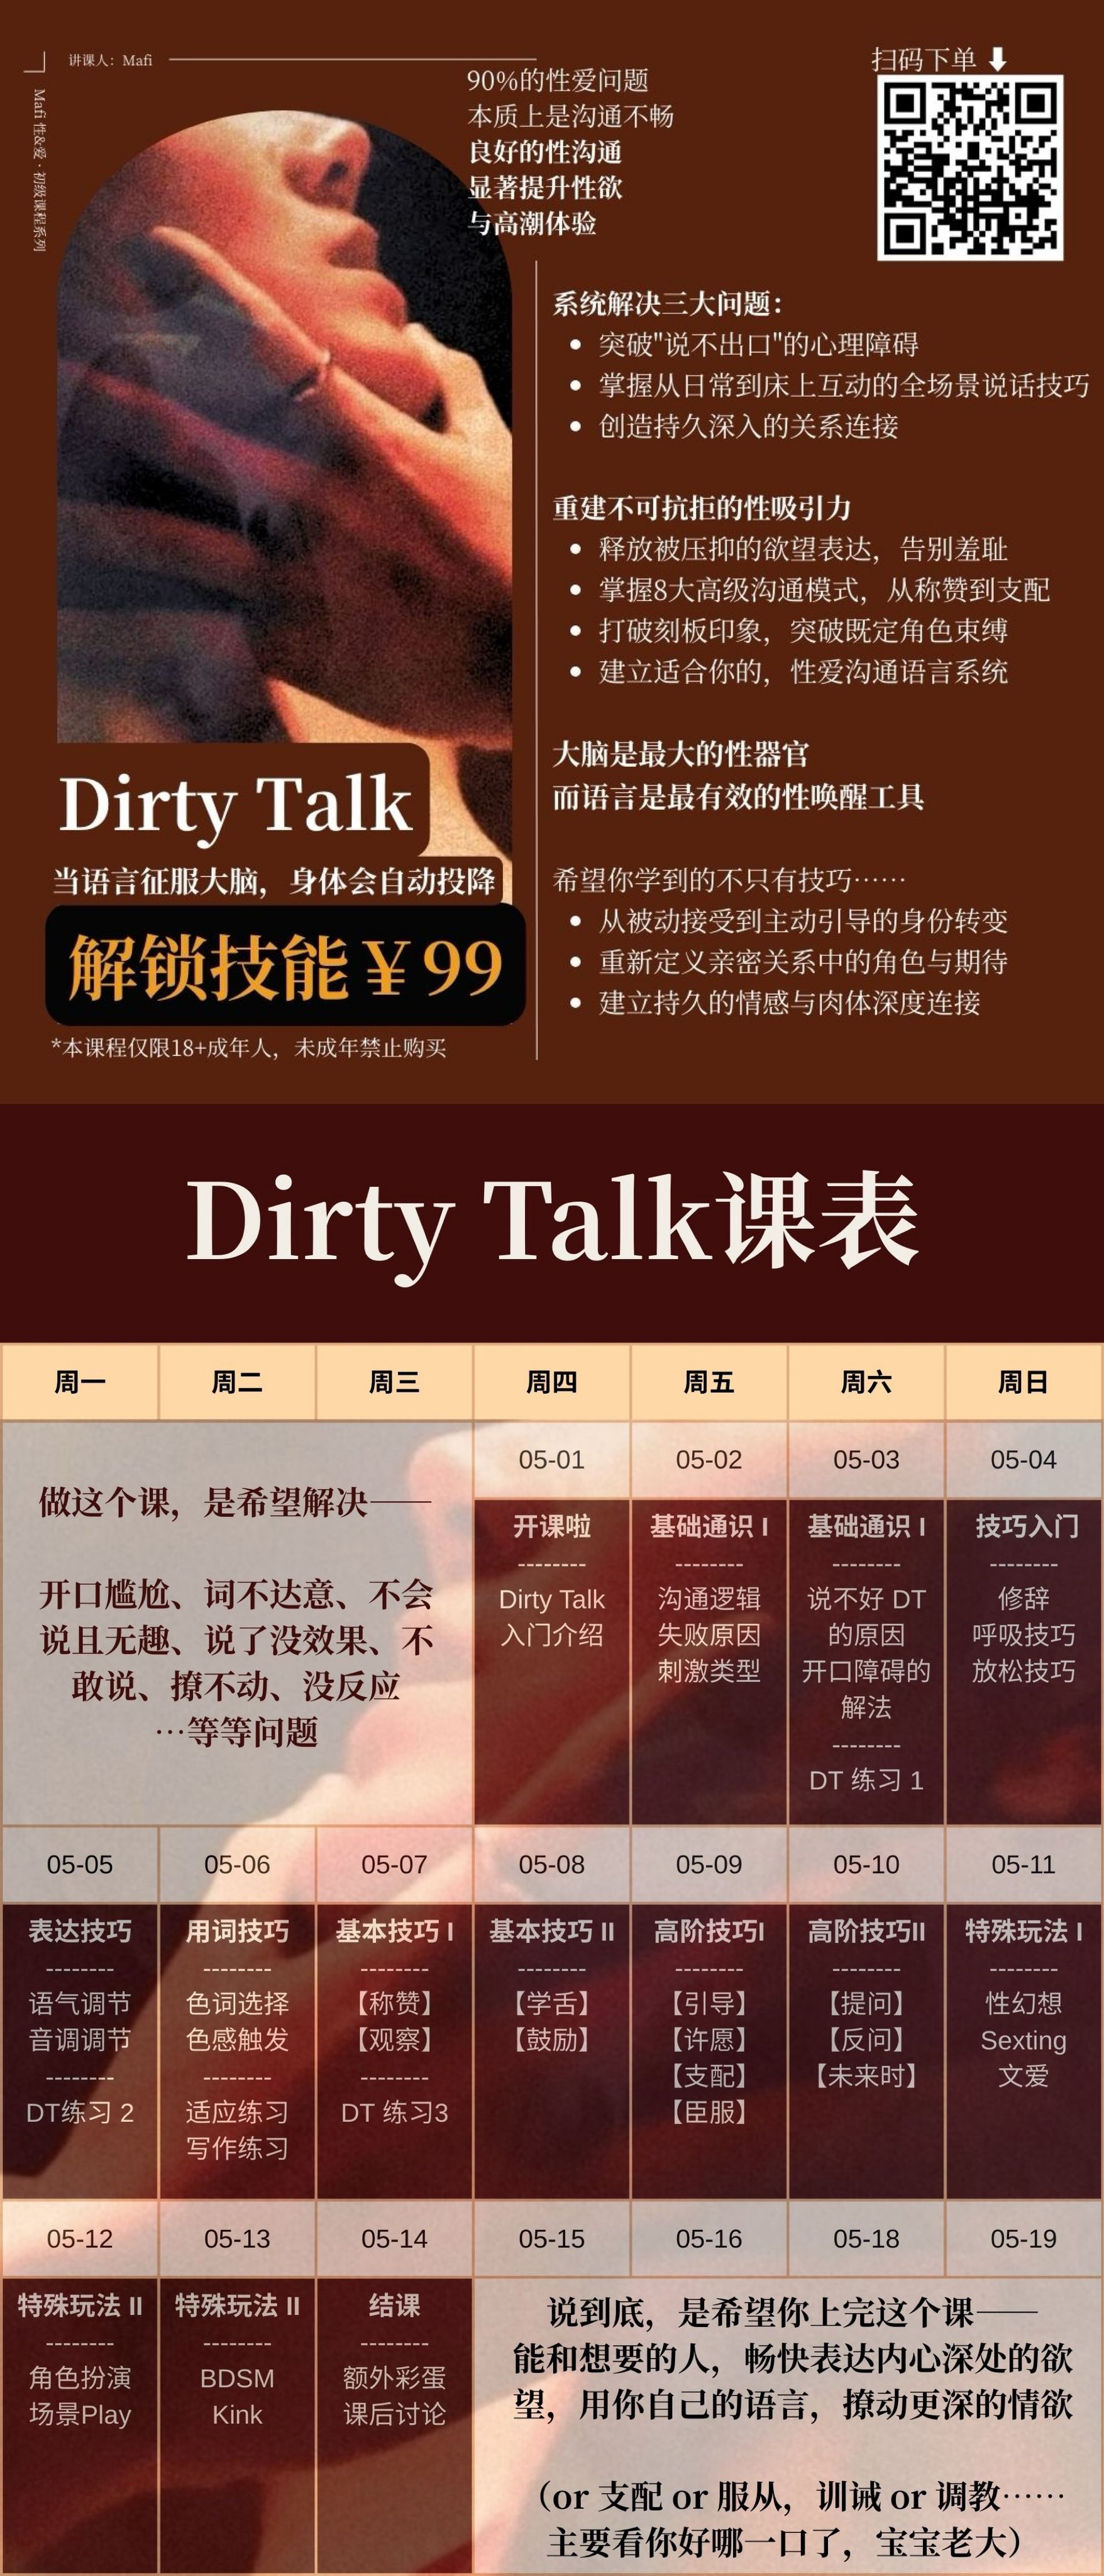 讲课人：Mafi
Mafi 性&爱 · 初级课程系列
90%的性爱问题
本质上是沟通不畅
良好的性沟通
显著提升性欲
与高潮体验
扫码下单
系统解决三大问题：
突破"说不出口"的心理障碍
掌握从日常到床上互动的全场景说话技巧
创造持久深入的关系连接
重建不可抗拒的性吸引力
释放被压抑的欲望表达，告别羞耻
掌握8大高级沟通模式，从称赞到支配
打破刻板印象，突破既定角色束缚
建立适合你的，性爱沟通语言系统
大脑是最大的性器官
而语言是最有效的性唤醒工具
希望你学到的不只有技巧……
从被动接受到主动引导的身份转变
重新定义亲密关系中的角色与期待
建立持久的情感与肉体深度连接
Dirty Talk
当语言征服大脑，身体会自动投降
解锁技能￥99
*本课程仅限18+成年人，未成年禁止购买
Dirty Talk课表
周一 周二 周三 周四 周五 周六 周日
做这个课，是希望解决——
开口尴尬、词不达意、不会
说且无趣、说了没效果、不
敢说、撩不动、没反应
…等等问题
05-01
开课啦
--------
Dirty Talk
入门介绍
05-02
基础通识 I
--------
沟通逻辑
失败原因
刺激类型
05-03
基础通识 I
--------
说不好 DT
的原因
开口障碍的
解法
--------
DT 练习 1
05-04
技巧入门
--------
修辞
呼吸技巧
放松技巧
05-05
表达技巧
--------
语气调节
音调调节
--------
DT练习 2
05-06
用词技巧
--------
色词选择
色感触发
--------
适应练习
写作练习
05-07
基本技巧 I
--------
【称赞】
【观察】
--------
DT 练习3
05-08
基本技巧 II
--------
【学舌】
【鼓励】
05-09
高阶技巧I
--------
【引导】
【许愿】
【支配】
【臣服】
05-10
高阶技巧II
--------
【提问】
【反问】
【未来时】
05-11
特殊玩法 I
--------
性幻想
Sexting
文爱
05-12
特殊玩法 II
--------
角色扮演
场景Play
05-13
特殊玩法 II
--------
BDSM
Kink
05-14
结课
--------
额外彩蛋
课后讨论
05-15 05-16 05-18 05-19
说到底，是希望你上完这个课——
能和想要的人，畅快表达内心深处的欲
望，用你自己的语言，撩动更深的情欲
（or 支配 or 服从，训诫 or 调教……
主要看你好哪一口了，宝宝老大）